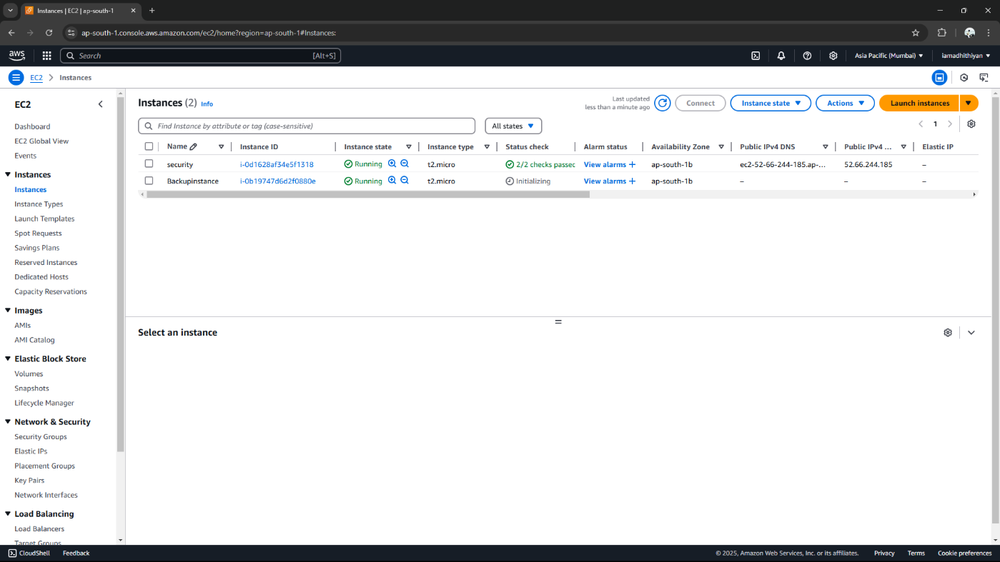 Instances | EC2 | ap-south-1
ap-south-1.console.aws.amazon.com/ec2/home?region=ap-south-1#Instances:
aws
Search
[Alt+S]
Asia Pacific (Mumbai)
iamadhithiyan
EC2
Instances
EC2
Dashboard
EC2 Global View
Events
Instances
Instances
Instance Types
Launch Templates
Spot Requests
Savings Plans
Reserved Instances
Dedicated Hosts
Capacity Reservations
Images
AMIs
AMI Catalog
Elastic Block Store
Volumes
Snapshots
Lifecycle Manager
Network & Security
Security Groups
Elastic IPs
Placement Groups
Key Pairs
Network Interfaces
Load Balancing
Load Balancers
Target Groups
Instances (2) Info
Last updated
less than a minute ago
Connect
Instance state
Actions
Launch instances
Find Instance by attribute or tag (case-sensitive)
All states
1
Name Instance ID Instance state Instance type Status check Alarm status Availability Zone Public IPv4 DNS Public IPv4 ... Elastic IP
security i-0d1628af34e5f1318 Running t2.micro 2/2 checks passec View alarms + ap-south-1b ec2-52-66-244-185.ap-... 52.66.244.185 –
Backupinstance i-0b19747d6d2f0880e Running t2.micro Initializing View alarms + ap-south-1b – – –
Select an instance
CloudShell
Feedback
© 2025, Amazon Web Services, Inc. or its affiliates.
Privacy
Terms
Cookie preferences